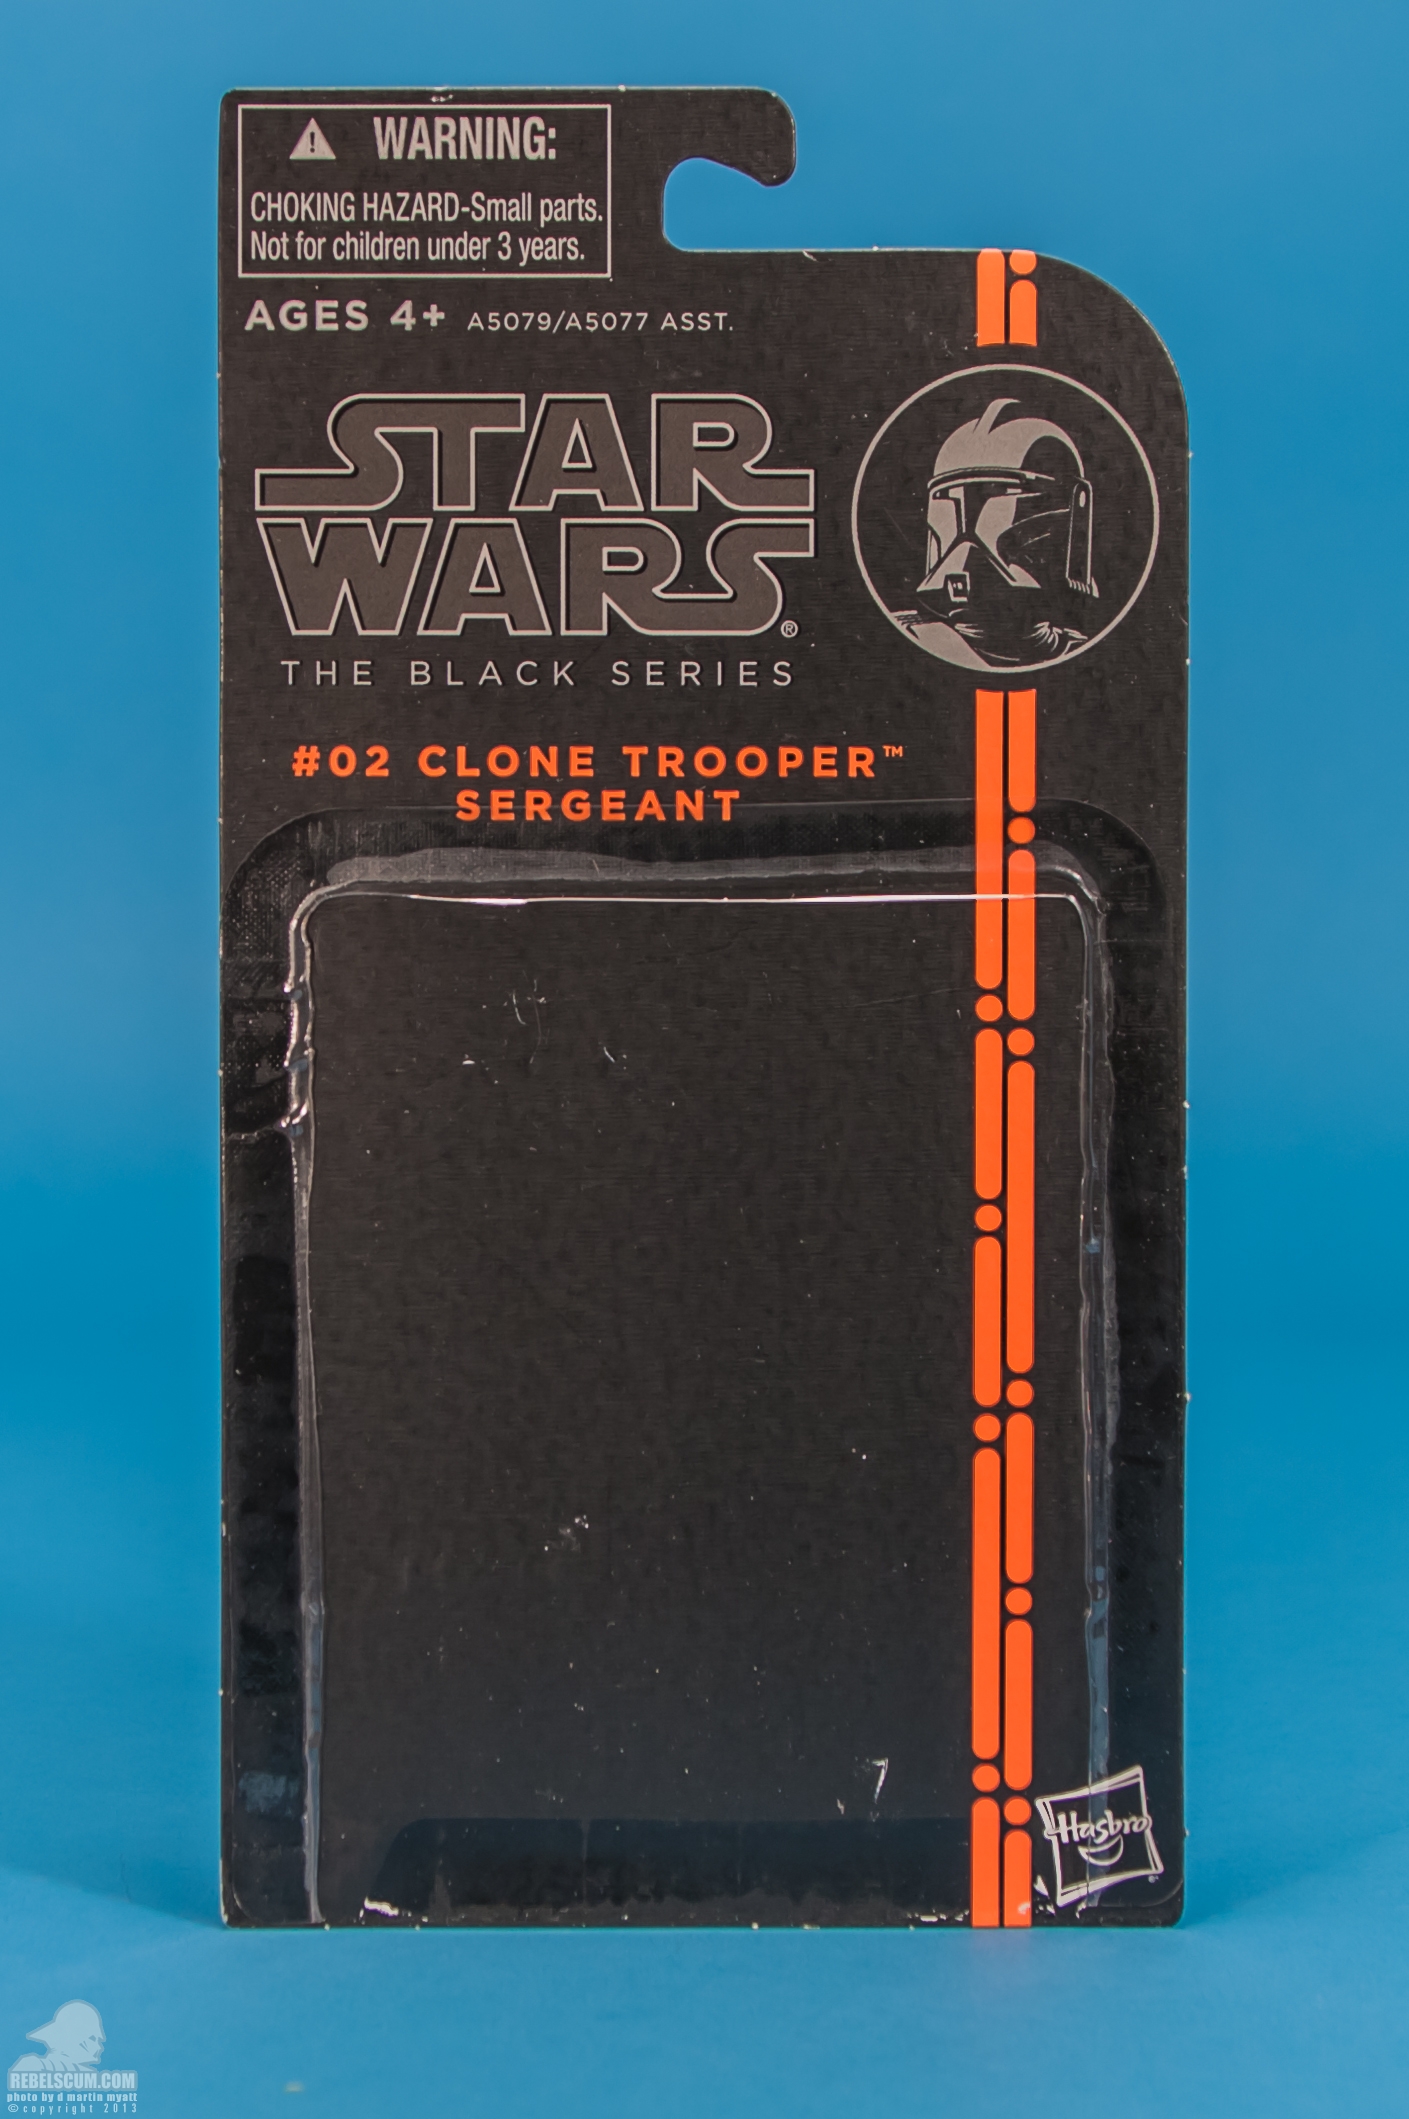 WARNING:
CHOKING HAZARD-Small parts.
Not for children under 3 years.
AGES 4+ A5079/A5077 ASST.
STAR
WARS®
THE BLACK SERIES
#02 CLONE TROOPER™
SERGEANT
Hasbro
REBELSCUM.COM
photo by d martin myatt
©copyright 2013